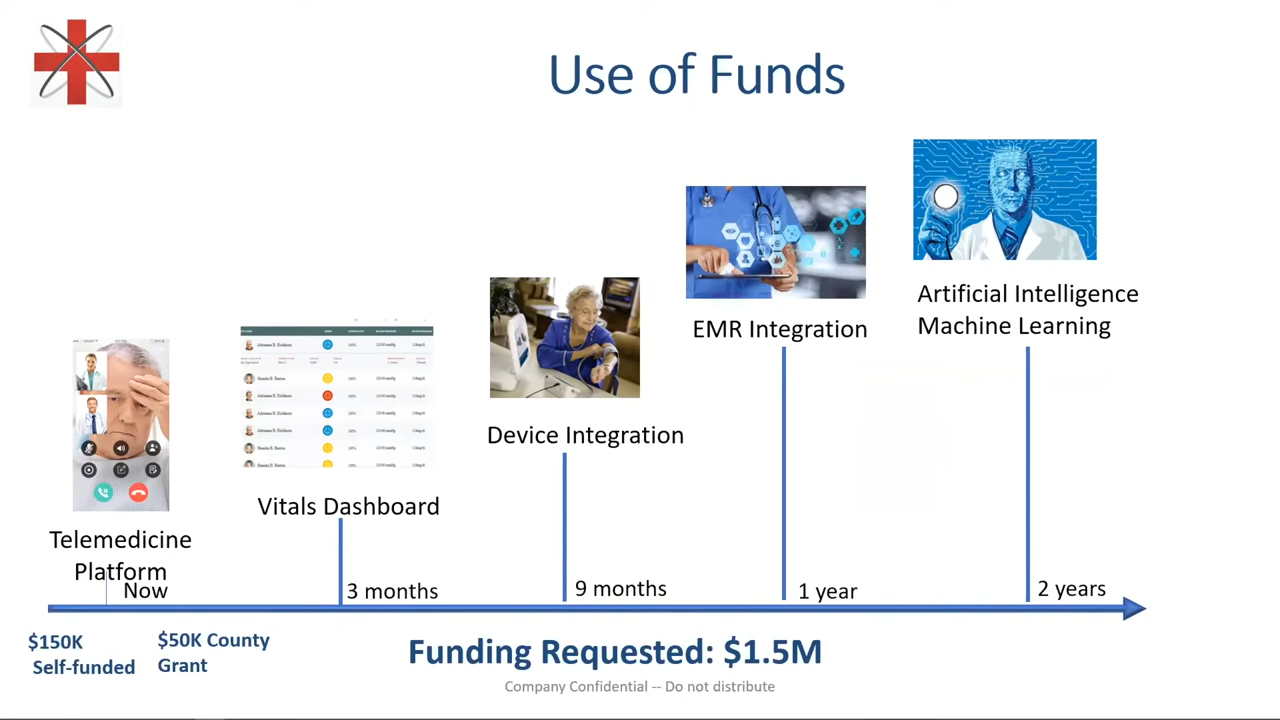 Use of Funds
Artificial Intelligence
Machine Learning
EMR Integration
Device Integration
Vitals Dashboard
Telemedicine
Platform
Now
3 months
9 months
1 year
2 years
$150K
Self-funded
$50K County
Grant
Funding Requested: $1.5M
Company Confidential -- Do not distribute